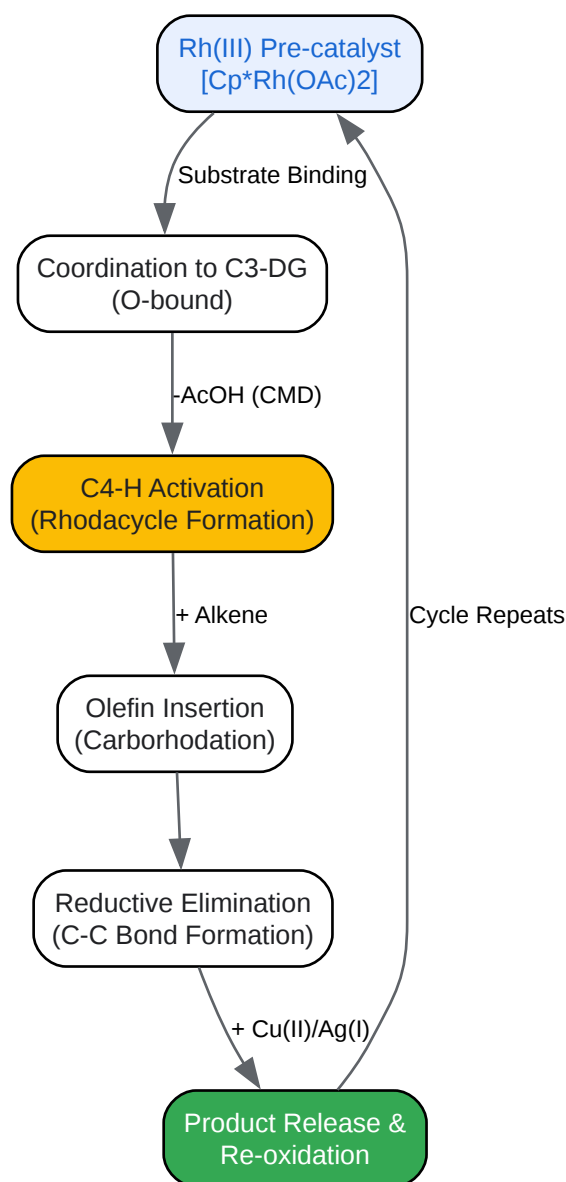 Rh(III) Pre-catalyst
[Cp*Rh(OAc)2]
Substrate Binding
Coordination to C3-DG
(O-bound)
-AcOH (CMD)
C4-H Activation
(Rhodacycle Formation)
+ Alkene
Cycle Repeats
Olefin Insertion
(Carborhodation)
Reductive Elimination
(C-C Bond Formation)
+ Cu(II)/Ag(I)
Product Release &
Re-oxidation